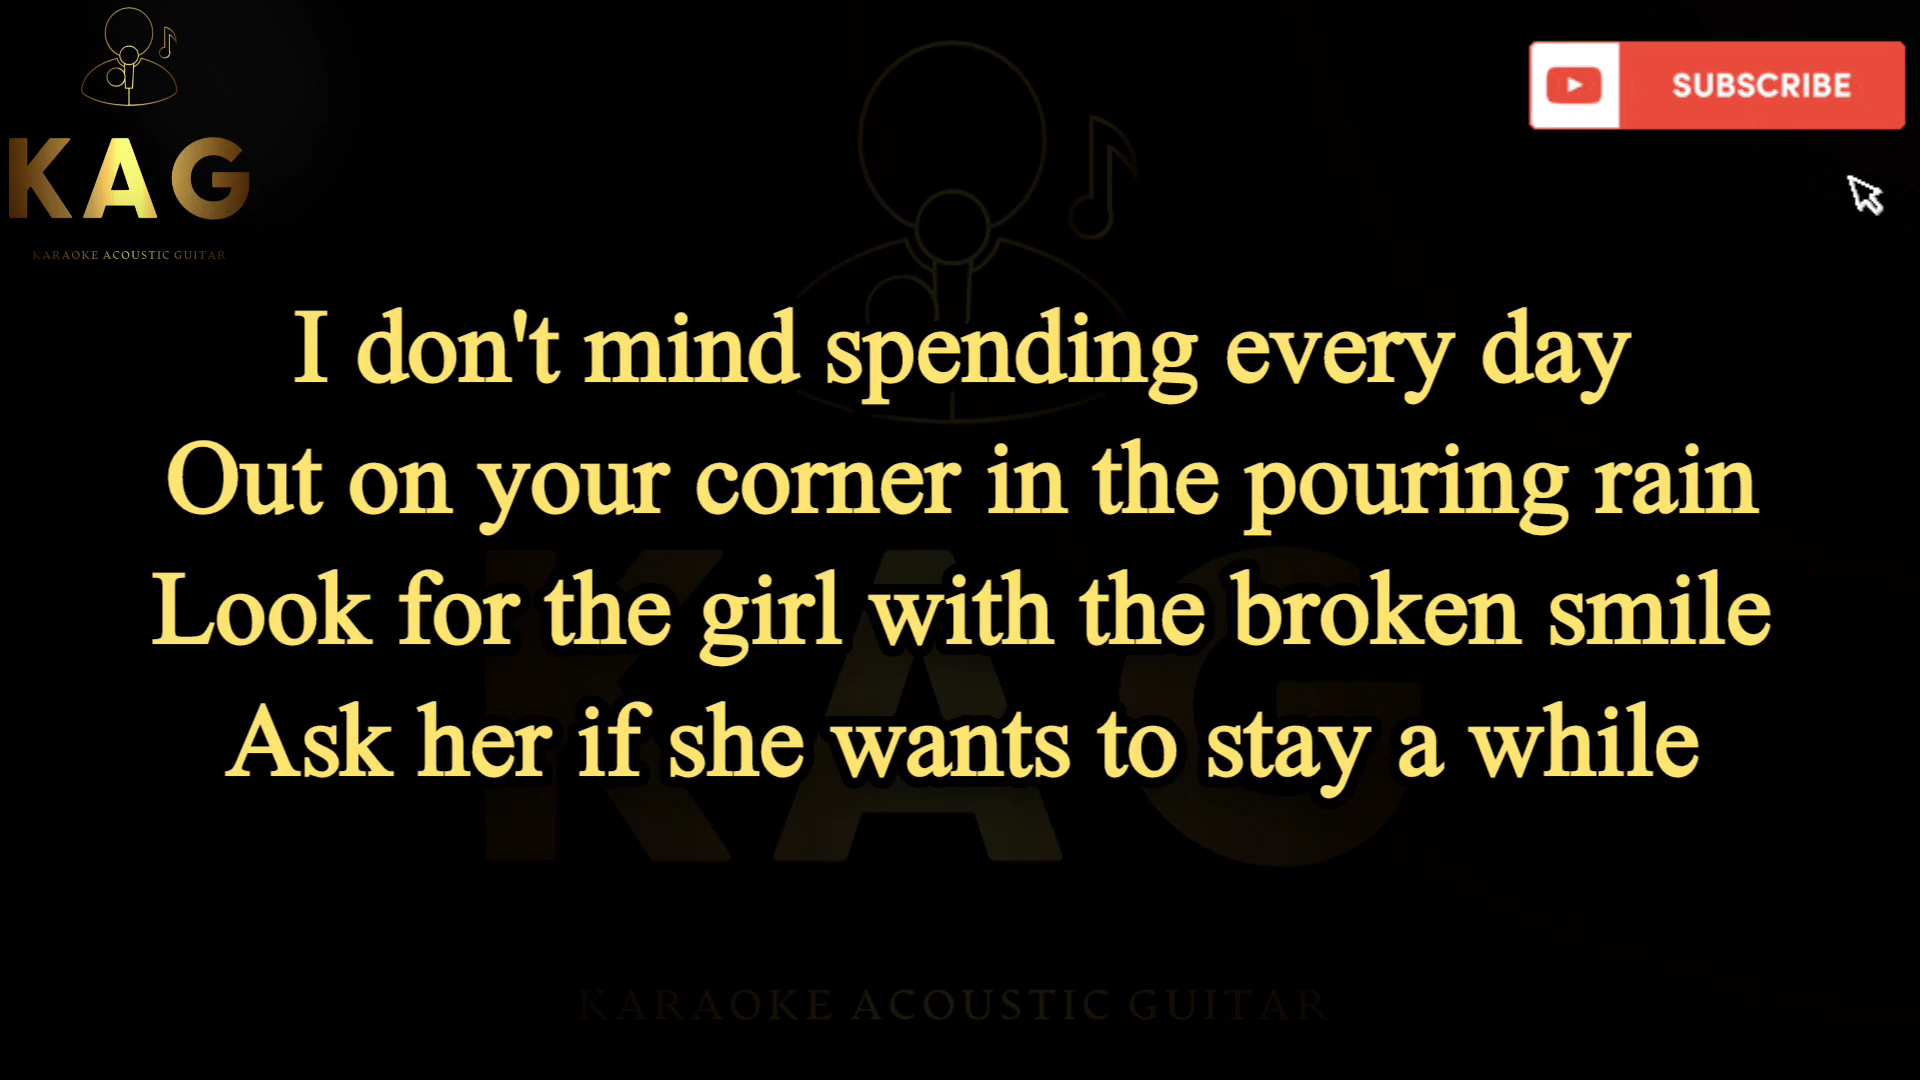 KAG
KARAOKE ACOUSTIC GUITAR
SUBSCRIBE
I don't mind spending every day
Out on your corner in the pouring rain
Look for the girl with the broken smile
Ask her if she wants to stay a while
KAG
KARAOKE ACOUSTIC GUITAR